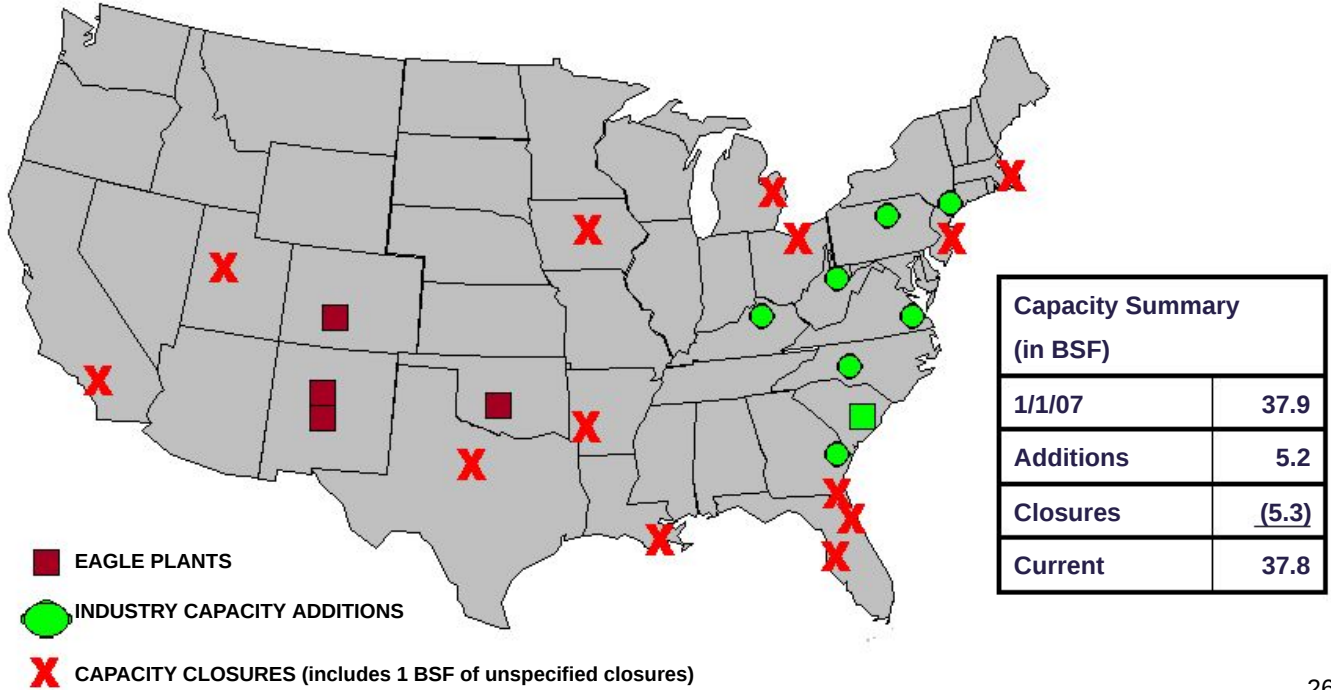 Capacity Summary
(in BSF)
1/1/07 37.9
Additions 5.2
Closures (5.3)
Current 37.8
EAGLE PLANTS
INDUSTRY CAPACITY ADDITIONS
X CAPACITY CLOSURES (includes 1 BSF of unspecified closures)
26